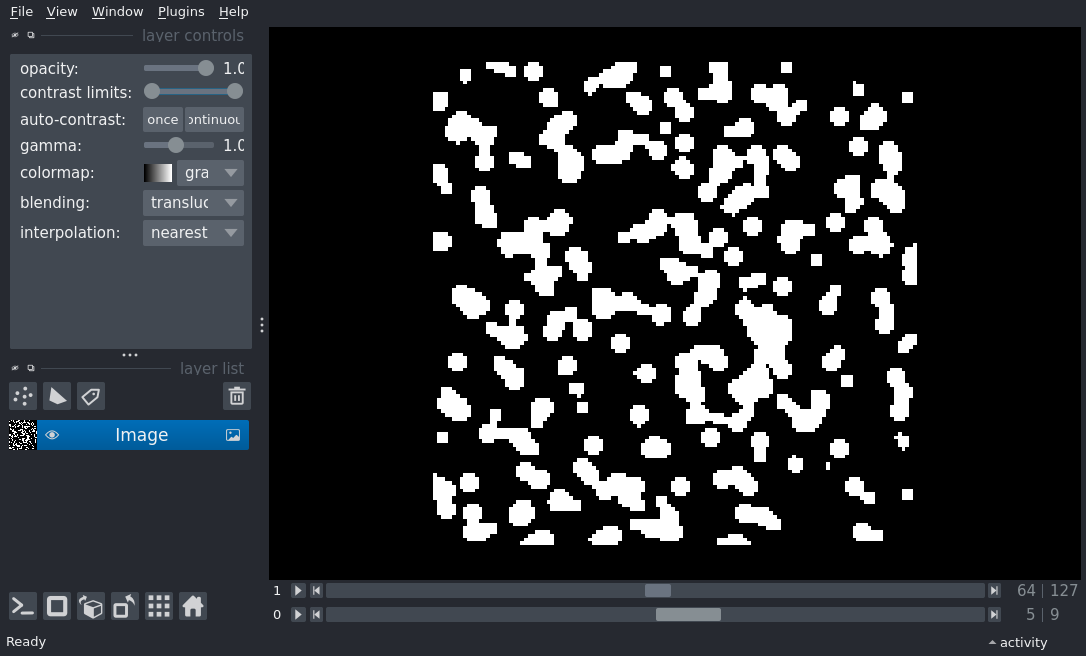 File View Window Plugins Help
layer controls
opacity: 1.0
contrast limits:
auto-contrast: once ontinuou
gamma: 1.0
colormap: gra
blending: transluc
interpolation: nearest
layer list
Image
1 64 | 127
0 5 | 9
Ready activity